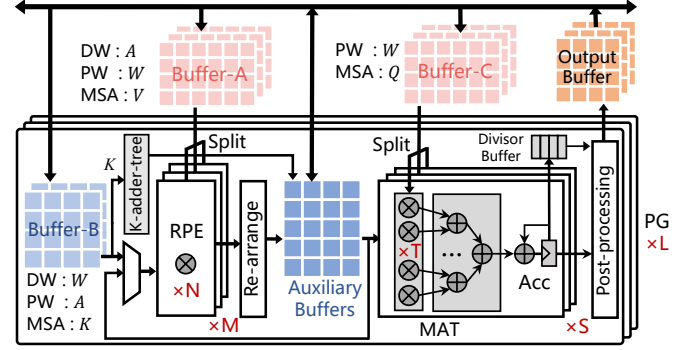 DW : A
PW : W
MSA : V
Buffer-A
PW : W
MSA : Q
Buffer-C
Output
Buffer
Split
Split
Divisor
Buffer
K
K-adder-tree
Buffer-B
RPE
×N
×M
Re-arrange
Auxiliary
Buffers
×T
...
...
Acc
MAT
×S
Post-processing
PG
×L
DW : W
PW : A
MSA : K